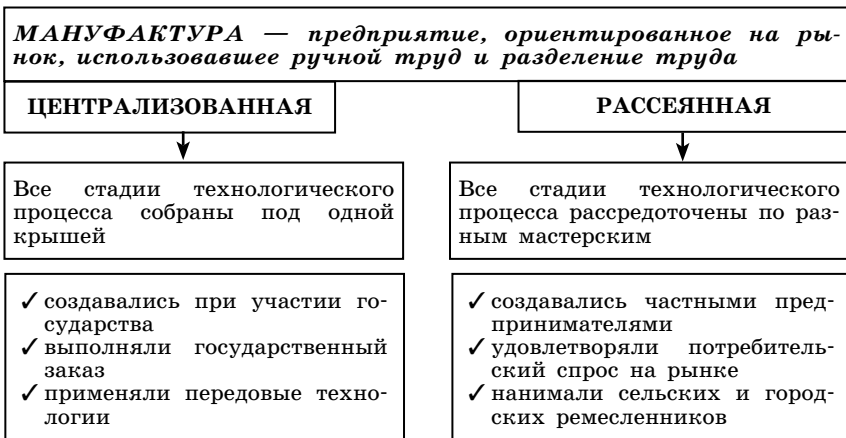 МАНУФАКТУРА — предприятие, ориентированное на ры-
нок, использовавшее ручной труд и разделение труда
ЦЕНТРАЛИЗОВАННАЯ
РАССЕЯННАЯ
Все стадии технологического
процесса собраны под одной
крышей
Все стадии технологического
процесса рассредоточены по раз-
ным мастерским
✓ создавались при участии го-
сударства
✓ выполняли государственный
заказ
✓ применяли передовые техно-
логии
✓ создавались частными пред-
принимателями
✓ удовлетворяли потребитель-
ский спрос на рынке
✓ нанимали сельских и город-
ских ремесленников